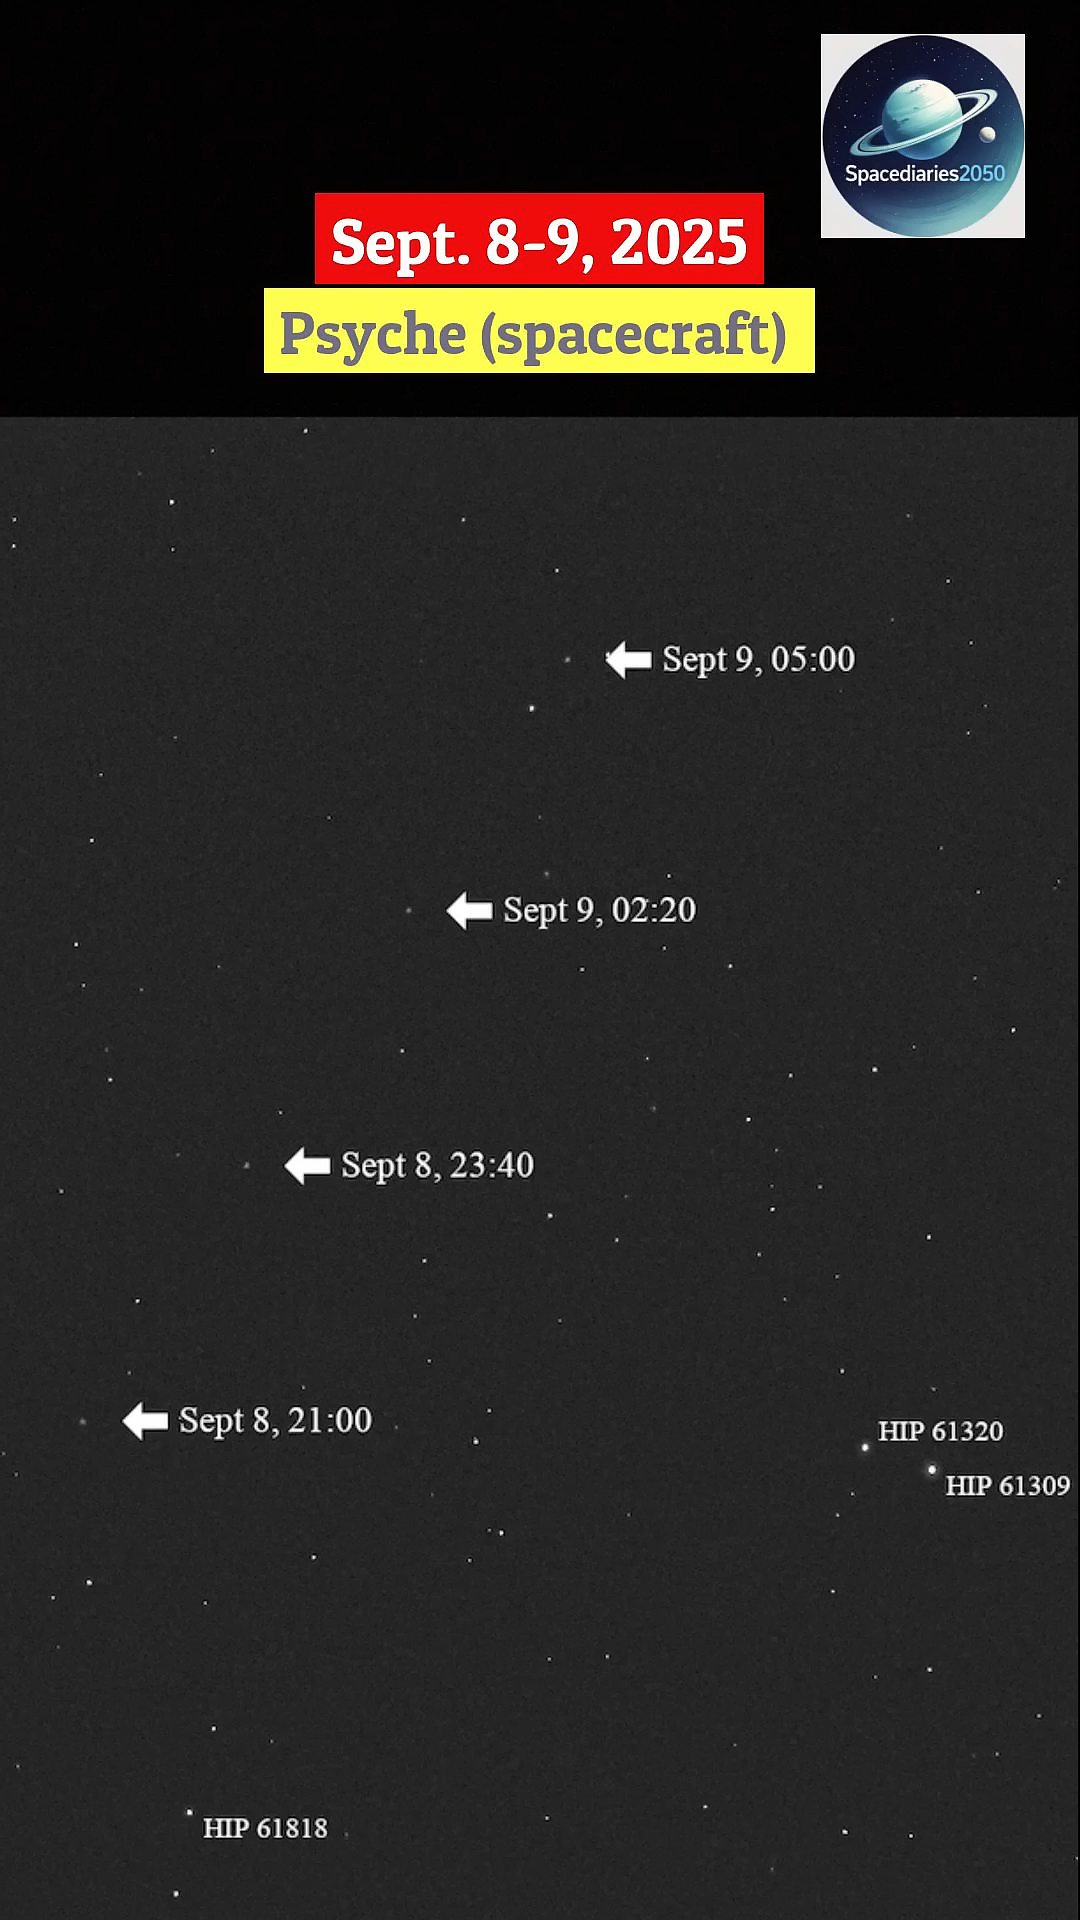 Spacediaries2050
Sept. 8-9, 2025
Psyche (spacecraft)
Sept 9, 05:00
Sept 9, 02:20
Sept 8, 23:40
Sept 8, 21:00
HIP 61320
HIP 61309
HIP 61818